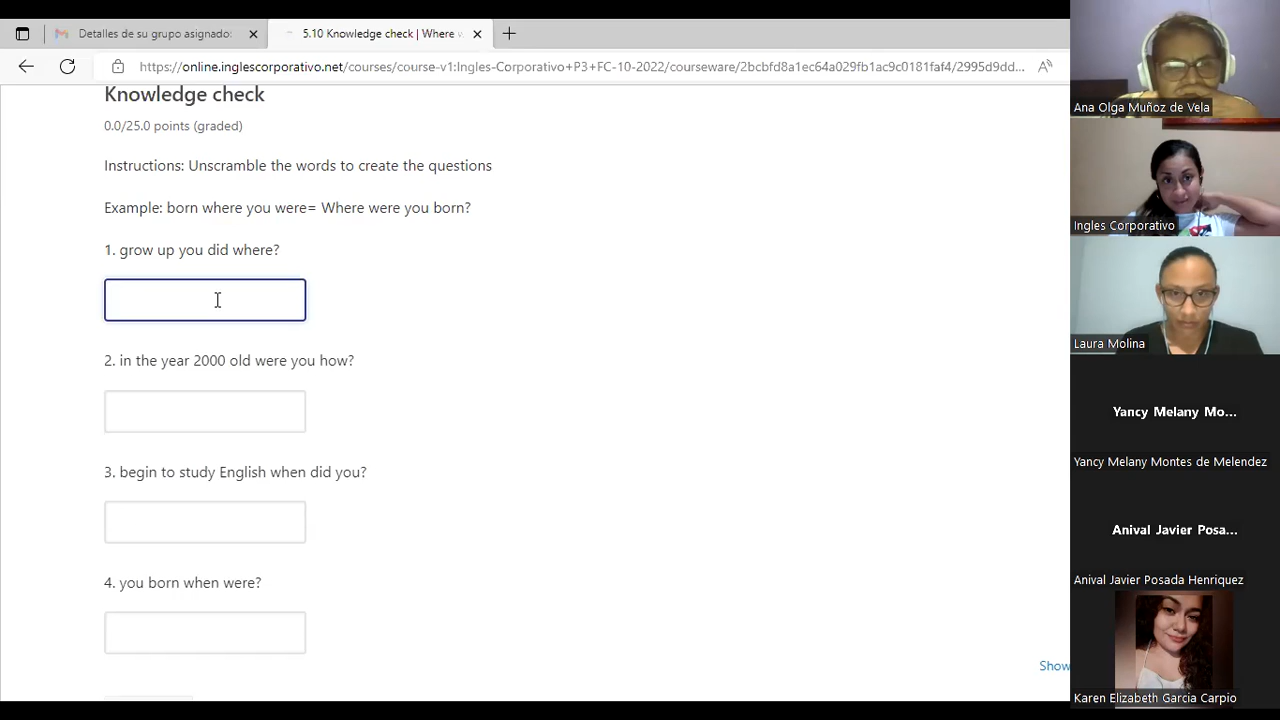 Detalles de su grupo asignado:
5.10 Knowledge check | Where v
https://online.inglescorporativo.net/courses/course-v1:Ingles-Corporativo+P3+FC-10-2022/courseware/2bcbfd8a1ec64a029fb1ac9c0181faf4/2995d9dd...
Knowledge check
0.0/25.0 points (graded)
Instructions: Unscramble the words to create the questions
Example: born where you were= Where were you born?
1. grow up you did where?
2. in the year 2000 old were you how?
3. begin to study English when did you?
4. you born when were?
Show
Ana Olga Muñoz de Vela
Ingles Corporativo
Laura Molina
Yancy Melany Mo...
Yancy Melany Montes de Melendez
Anival Javier Posa...
Anival Javier Posada Henriquez
Karen Elizabeth Garcia Carpio